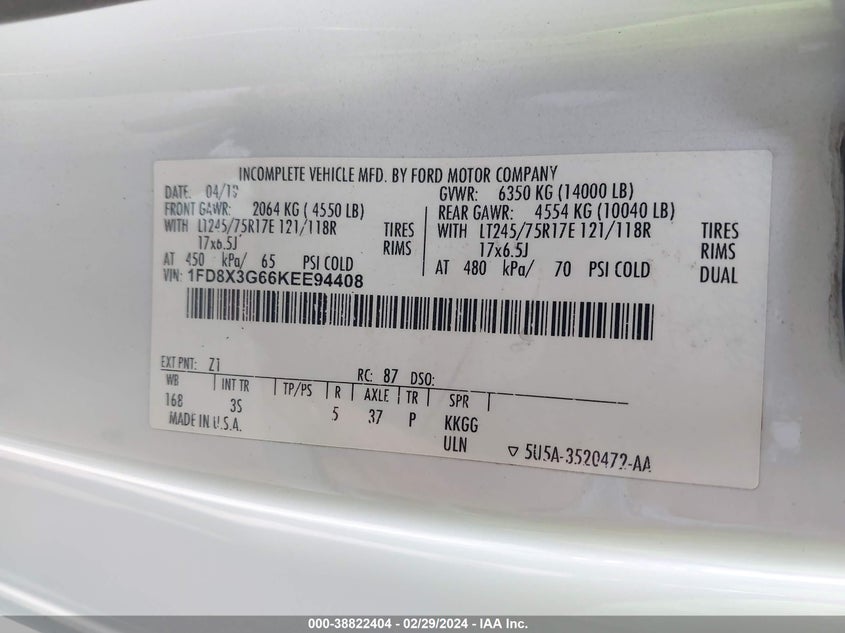 INCOMPLETE VEHICLE MFD. BY FORD MOTOR COMPANY
DATE: 04/19 GVWR: 6350 KG (14000 LB)
FRONT GAWR: 2064 KG ( 4550 LB) REAR GAWR: 4554 KG (10040 LB)
WITH LT245/75R17E 121/118R TIRES WITH LT245/75R17E 121/118R TIRES
17x6.5J RIMS 17x6.5J RIMS
AT 450 kPa/ 65 PSI COLD AT 480 kPa/ 70 PSI COLD DUAL
VIN: 1FD8X3G66KEE94408
EXT PNT: Z1 RC: 87 DSO:
WB INT TR TP/PS R AXLE TR SPR
168 3S 5 37 P KKGG
MADE IN U.S.A. ULN
5U5A-3520472-AA
000-38822404 - 02/29/2024 - IAA Inc.